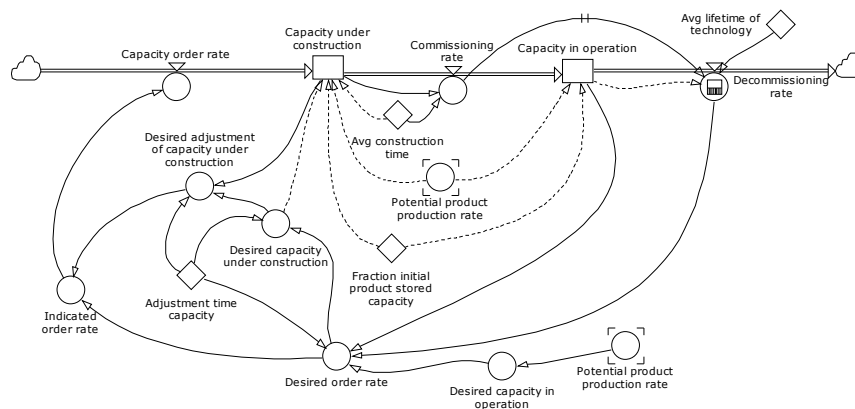 Capacity order rate
Capacity under
construction
Commissioning
rate
Capacity in operation
Avg lifetime of
technology
Decommissioning
rate
Desired adjustment
of capacity under
construction
Avg construction
time
Potential product
production rate
Desired capacity
under construction
Fraction initial
product stored
capacity
Indicated
order rate
Adjustment time
capacity
Desired order rate
Desired capacity in
operation
Potential product
production rate